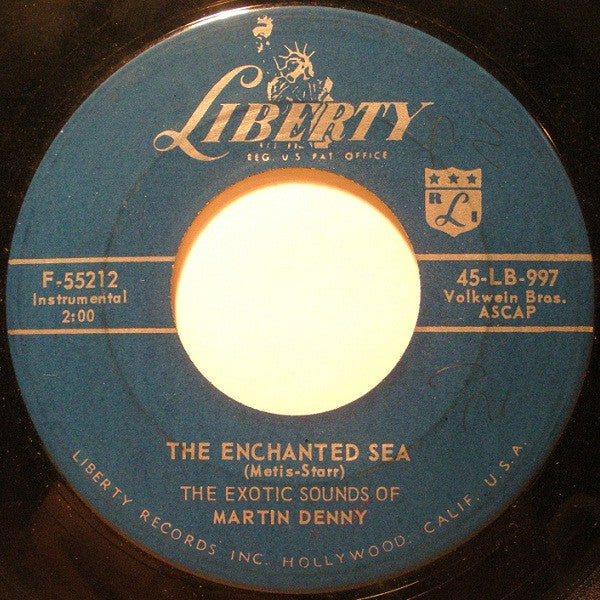 LIBERTY
REG. U S PAT OFFICE
R L I
F-55212
Instrumental
2:00
45-LB-997
Volkwein Bros.
ASCAP
THE ENCHANTED SEA
(Metis-Starr)
THE EXOTIC SOUNDS OF
MARTIN DENNY
LIBERTY RECORDS INC. HOLLYWOOD, CALIF. U.S.A.